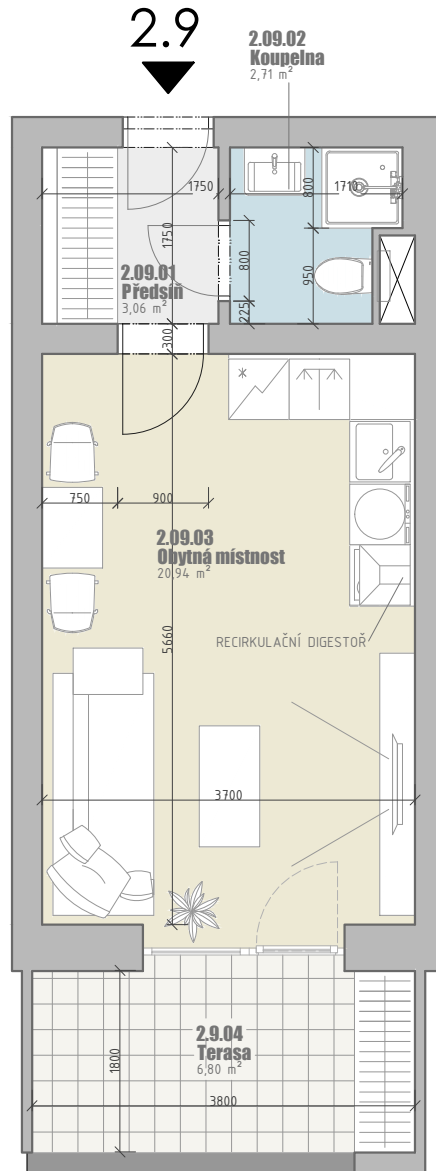 2.9
2.09.02
Koupelna
2,71 m²
1750
1710
800
1750
800
950
225
2.09.01
Předsíň
3,06 m²
300
750
900
2.09.03
Obytná místnost
20,94 m²
5660
RECIRKULAČNÍ DIGESTOŘ
3700
2.9.04
Terasa
6,80 m²
1800
3800